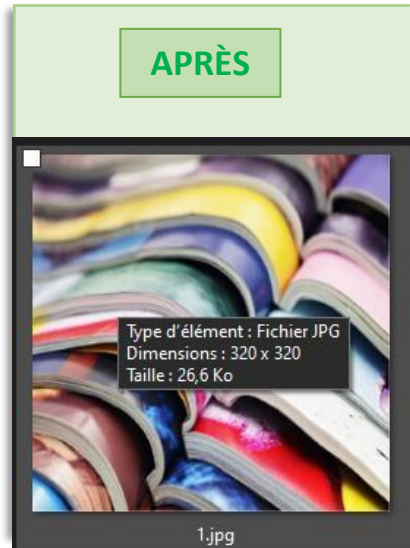 APRÈS
Type d'élément : Fichier JPG
Dimensions : 320 x 320
Taille : 26,6 Ko
1.jpg